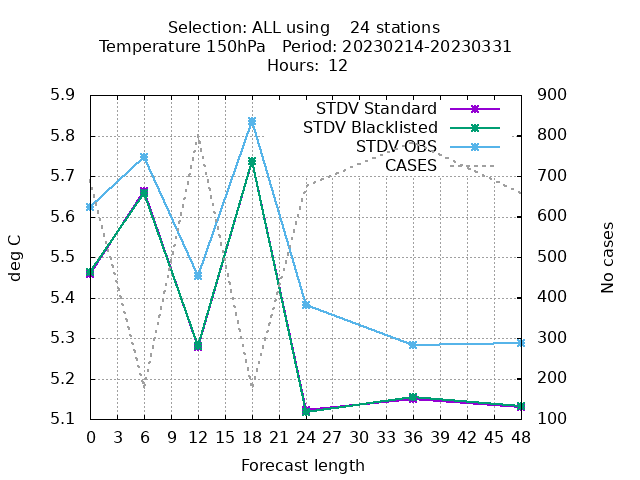 Selection: ALL using    24 stations
Temperature 150hPa   Period: 20230214-20230331
Hours: 12
5.9
5.8
5.7
5.6
5.5
5.4
5.3
5.2
5.1
deg C
STDV Standard
STDV Blacklisted
STDV OBS
CASES
900
800
700
600
500
400
300
200
100
No cases
0 3 6 9 12 15 18 21 24 27 30 33 36 39 42 45 48
Forecast length